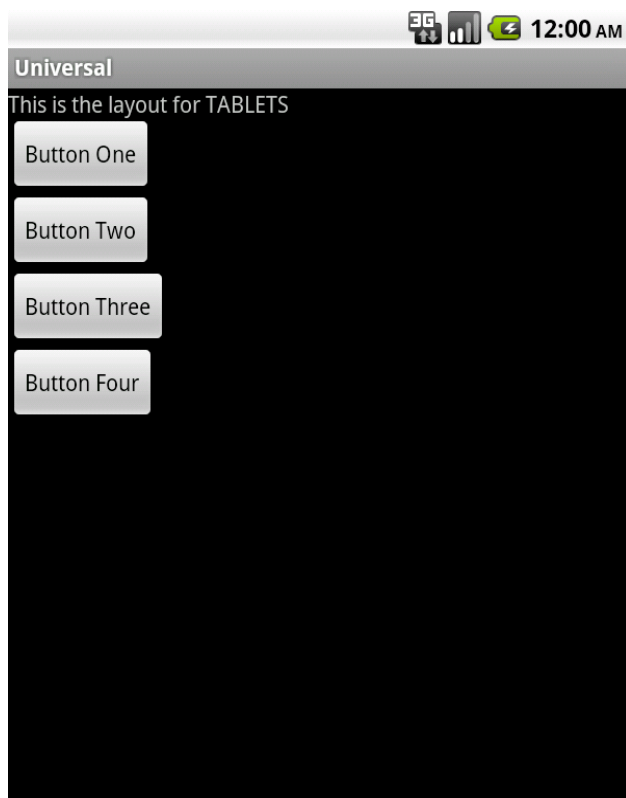 3G 12:00 AM
Universal
This is the layout for TABLETS
Button One
Button Two
Button Three
Button Four